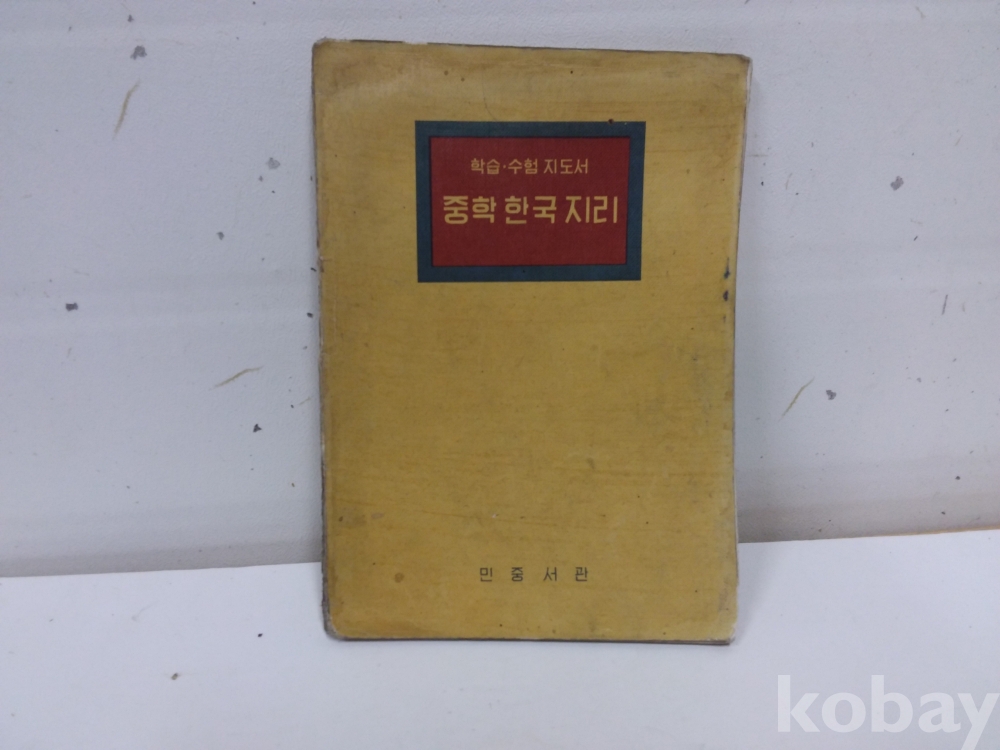 학습·수험 지도서
중학 한국 지리
민중서관
kobay